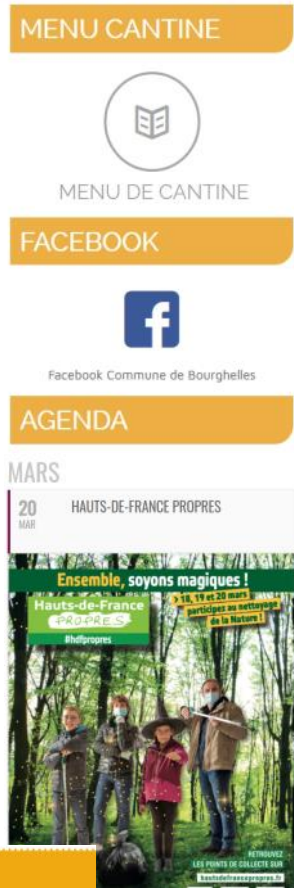 MENU CANTINE
MENU DE CANTINE
FACEBOOK
f
Facebook Commune de Bourghelles
AGENDA
MARS
20
MAR
HAUTS-DE-FRANCE PROPRES
Ensemble, soyons magiques !
> 18, 19 et 20 mars
participez au nettoyage
de la Nature !
Hauts-de-France
PROPRES
#hdfpropres
RETROUVEZ
LES POINTS DE COLLECTE SUR
hautsdefrancepropres.fr